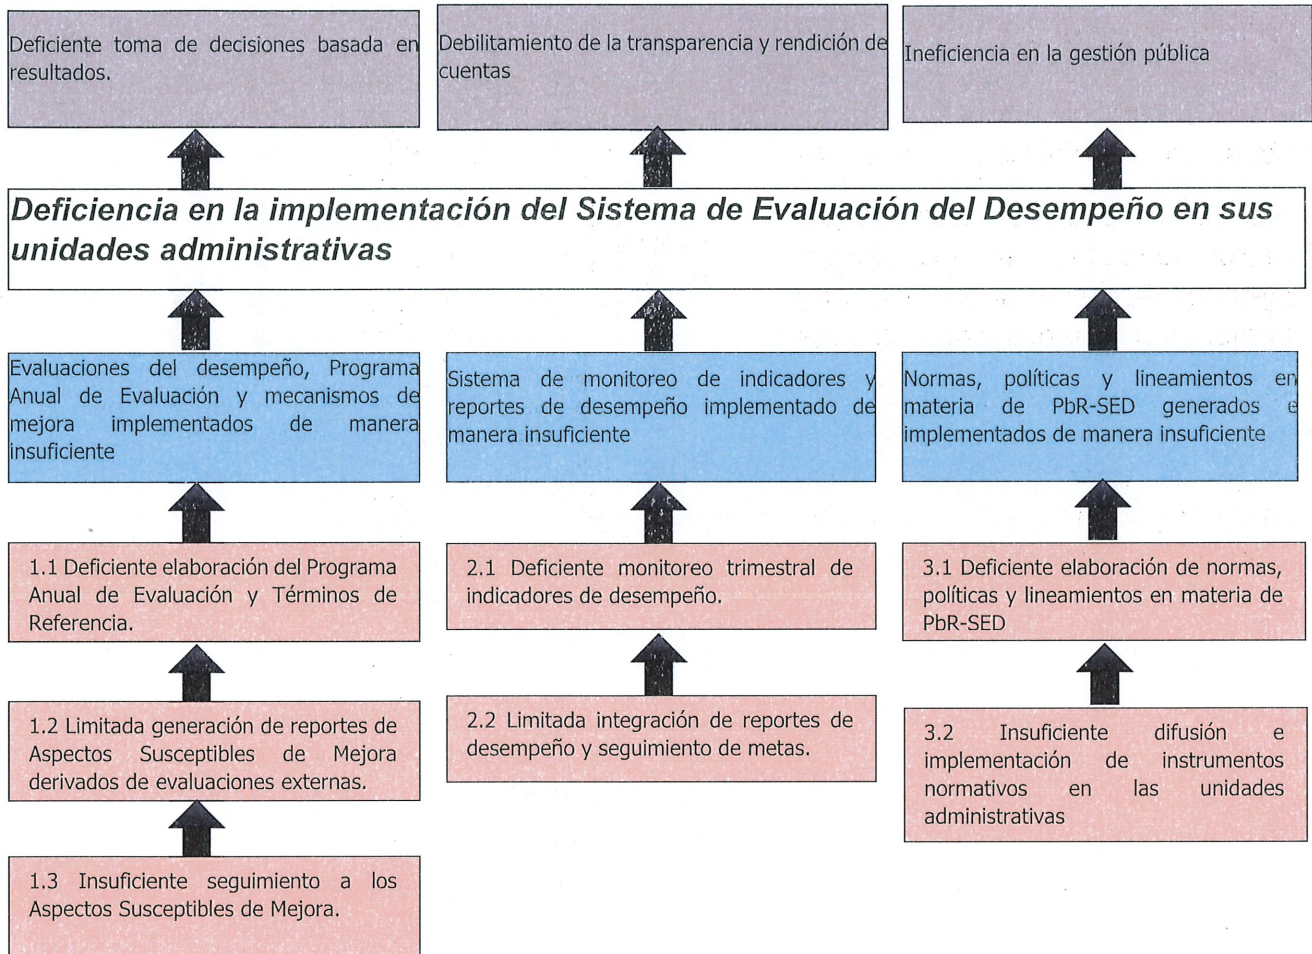 Deficiente toma de decisiones basada en
resultados.
Debilitamiento de la transparencia y rendición de
cuentas
Ineficiencia en la gestión pública
Deficiencia en la implementación del Sistema de Evaluación del Desempeño en sus
unidades administrativas
Evaluaciones del desempeño, Programa
Anual de Evaluación y mecanismos de
mejora implementados de manera
insuficiente
Sistema de monitoreo de indicadores y
reportes de desempeño implementado de
manera insuficiente
Normas, políticas y lineamientos en
materia de PbR-SED generados e
implementados de manera insuficiente
1.1 Deficiente elaboración del Programa
Anual de Evaluación y Términos de
Referencia.
2.1 Deficiente monitoreo trimestral de
indicadores de desempeño.
3.1 Deficiente elaboración de normas,
políticas y lineamientos en materia de
PbR-SED
1.2 Limitada generación de reportes de
Aspectos Susceptibles de Mejora
derivados de evaluaciones externas.
2.2 Limitada integración de reportes de
desempeño y seguimiento de metas.
3.2 Insuficiente difusión e
implementación de instrumentos
normativos en las unidades
administrativas
1.3 Insuficiente seguimiento a los
Aspectos Susceptibles de Mejora.